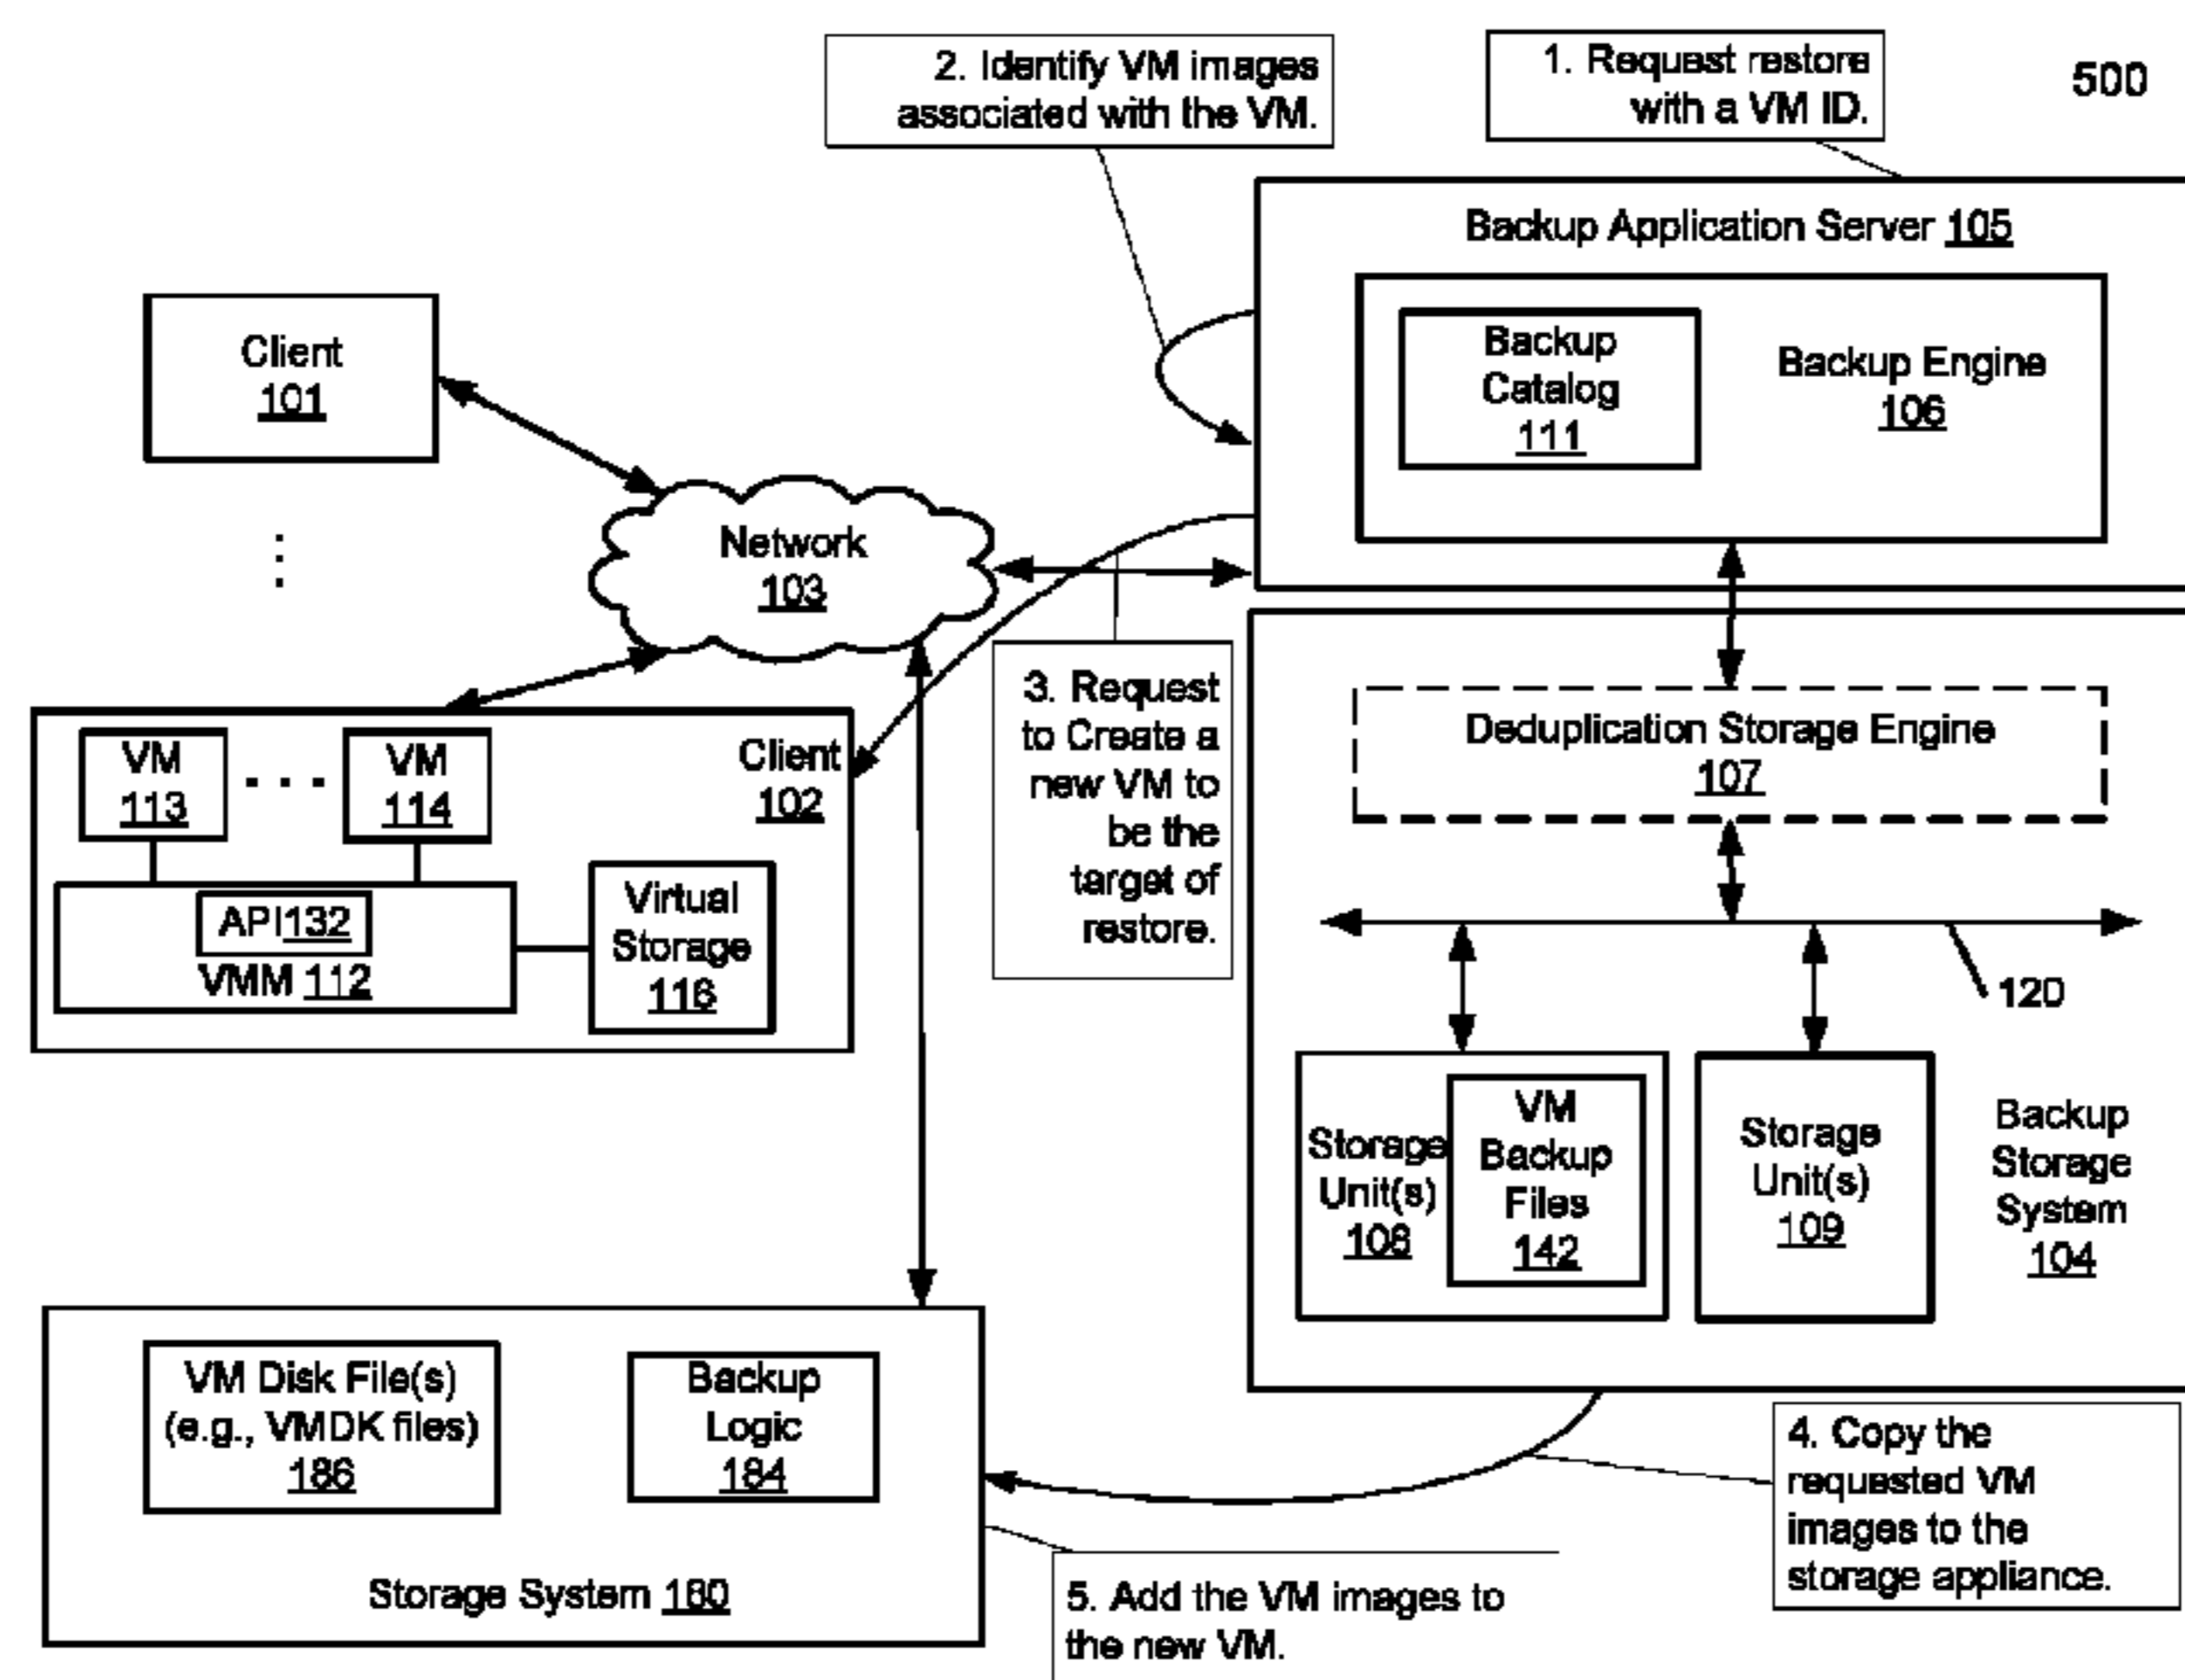 2. Identify VM images
associated with the VM.
1. Request restore
with a VM ID.
500
Backup Application Server 105
Backup
Catalog
111
Backup Engine
106
Client
101
Network
103
3. Request
to Create a
new VM to
be the
target of
restore.
Deduplication Storage Engine
107
120
VM
113
VM
114
Client
102
API132
VMM 112
Virtual
Storage
116
Storage
Unit(s)
108
VM
Backup
Files
142
Storage
Unit(s)
109
Backup
Storage
System
104
VM Disk File(s)
(e.g., VMDK files)
186
Backup
Logic
184
Storage System 180
4. Copy the
requested VM
images to the
storage appliance.
5. Add the VM images to
the new VM.